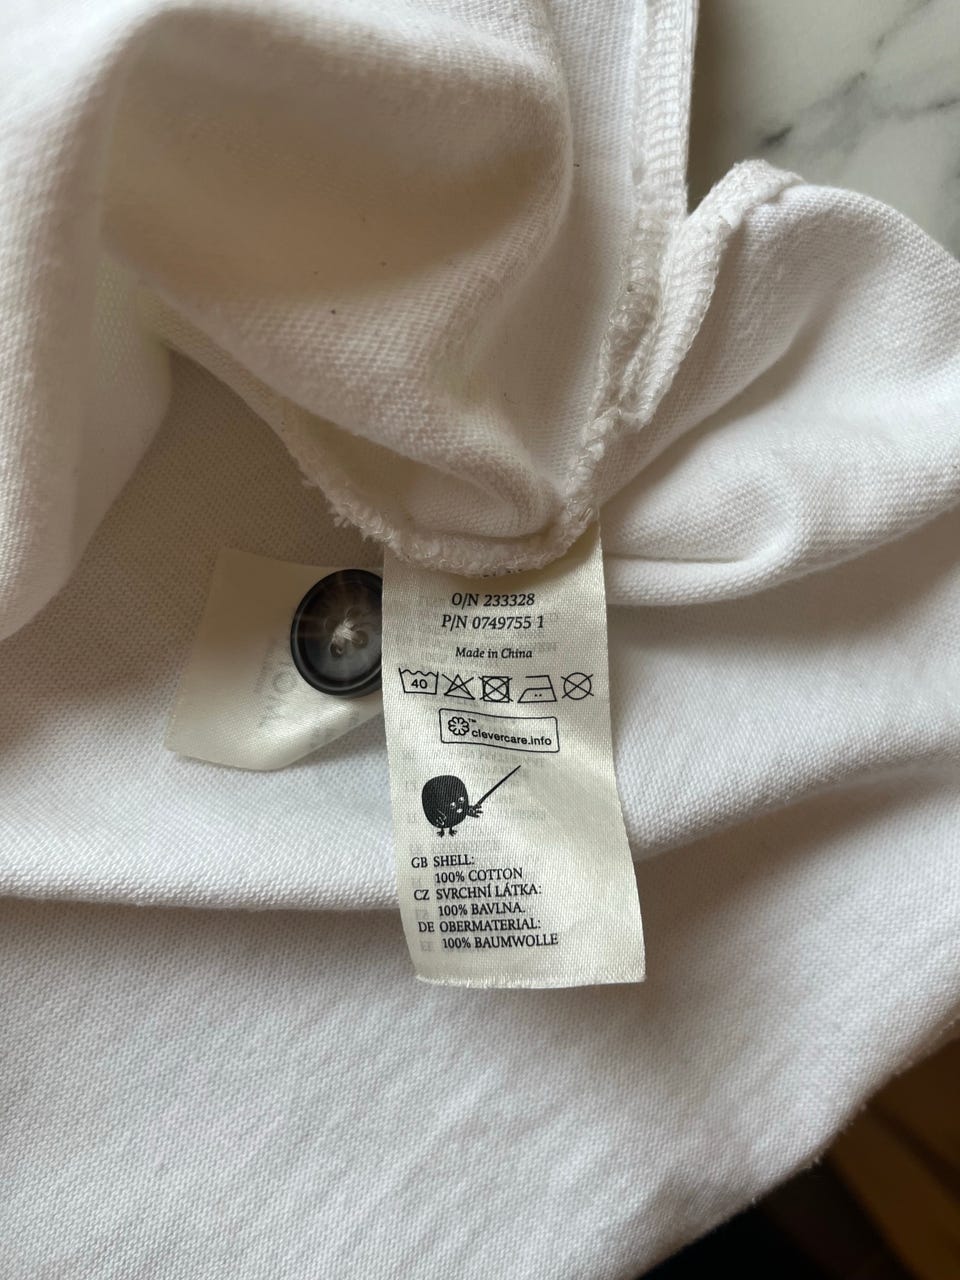 O/N 233328
P/N 0749755 1
Made in China
40
™
clevercare.info
GB SHELL:
100% COTTON
CZ SVRCHNÍ LÁTKA:
100% BAVLNA.
DE OBERMATERIAL:
100% BAUMWOLLE